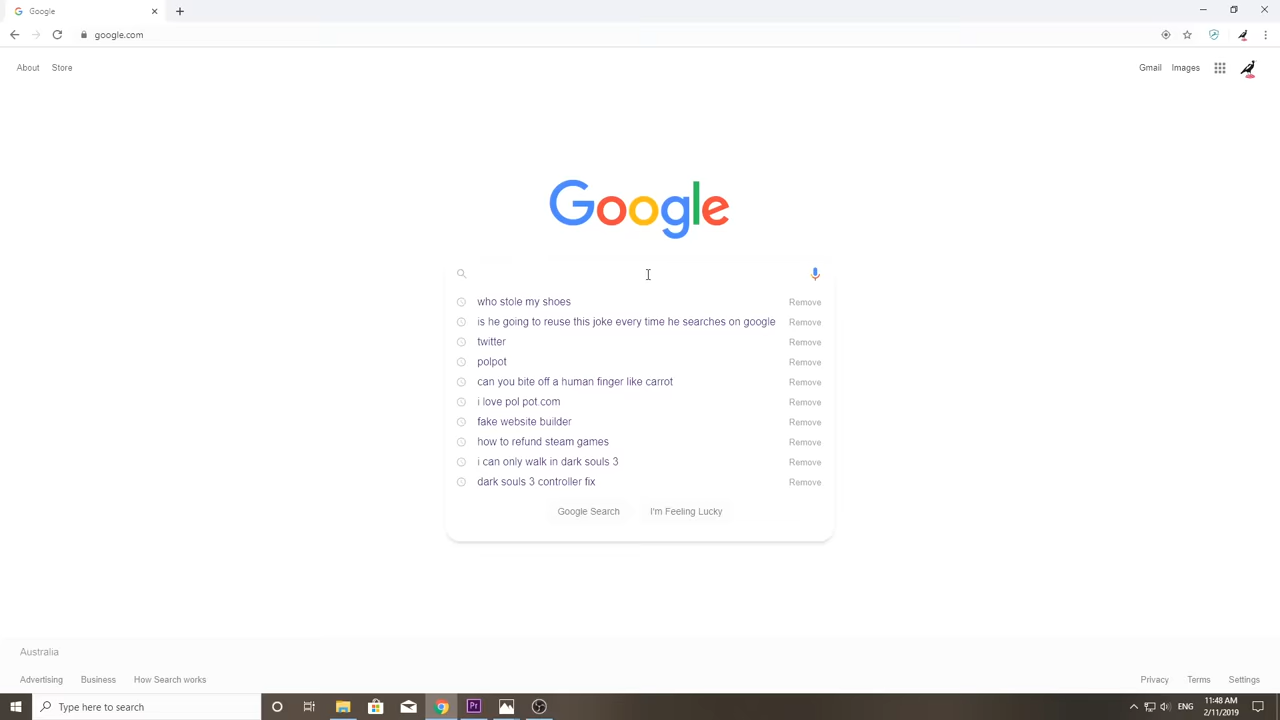 Google
google.com
About Store
Gmail Images
Google
who stole my shoes Remove
is he going to reuse this joke every time he searches on google Remove
twitter Remove
polpot Remove
can you bite off a human finger like carrot Remove
i love pol pot com Remove
fake website builder Remove
how to refund steam games Remove
i can only walk in dark souls 3 Remove
dark souls 3 controller fix Remove
Google Search I'm Feeling Lucky
Australia
Advertising Business How Search works
Privacy Terms Settings
Type here to search
Pr
ENG
11:48 AM
2/11/2019